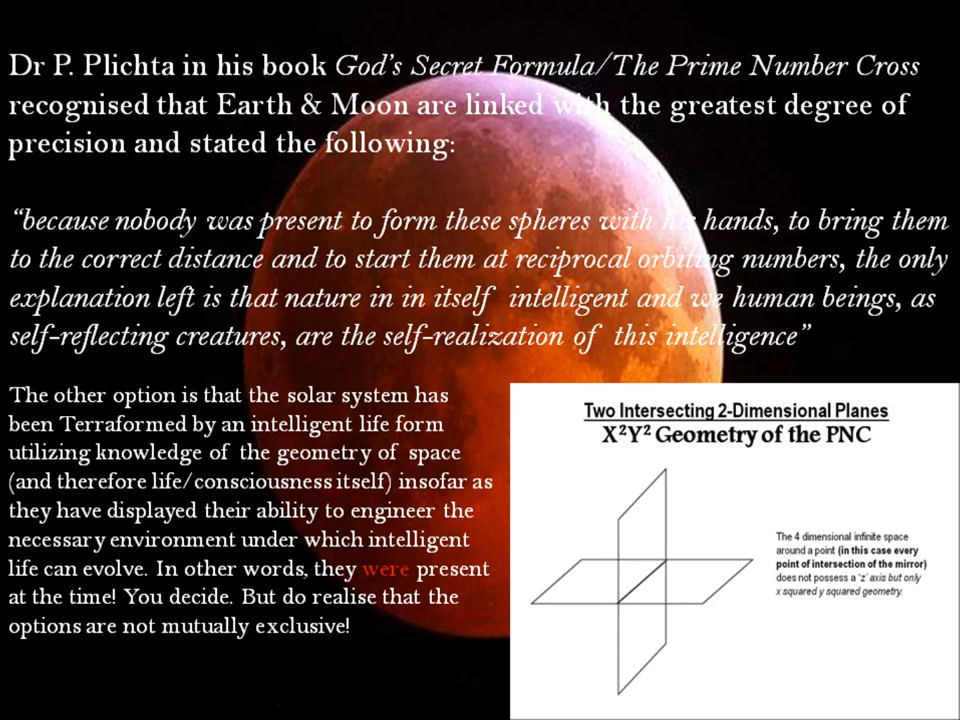 Dr P. Plichta in his book God's Secret Formula/The Prime Number Cross
recognised that Earth & Moon are linked with the greatest degree of
precision and stated the following:
“because nobody was present to form these spheres with his hands, to bring them
to the correct distance and to start them at reciprocal orbiting numbers, the only
explanation left is that nature in in itself intelligent and we human beings, as
self-reflecting creatures, are the self-realization of this intelligence”
The other option is that the solar system has
been Terraformed by an intelligent life form
utilizing knowledge of the geometry of space
(and therefore life/consciousness itself) insofar as
they have displayed their ability to engineer the
necessary environment under which intelligent
life can evolve. In other words, they were present
at the time! You decide. But do realise that the
options are not mutually exclusive!
Two Intersecting 2-Dimensional Planes
X²Y² Geometry of the PNC
The 4 dimensional infinite space
around a point (in this case every
point of intersection of the mirror)
does not possess a 'z' axis but only
x squared y squared geometry.